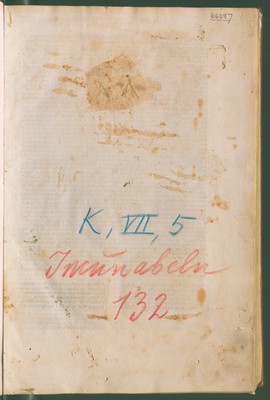 K, VII, 5
Incunabeln
132